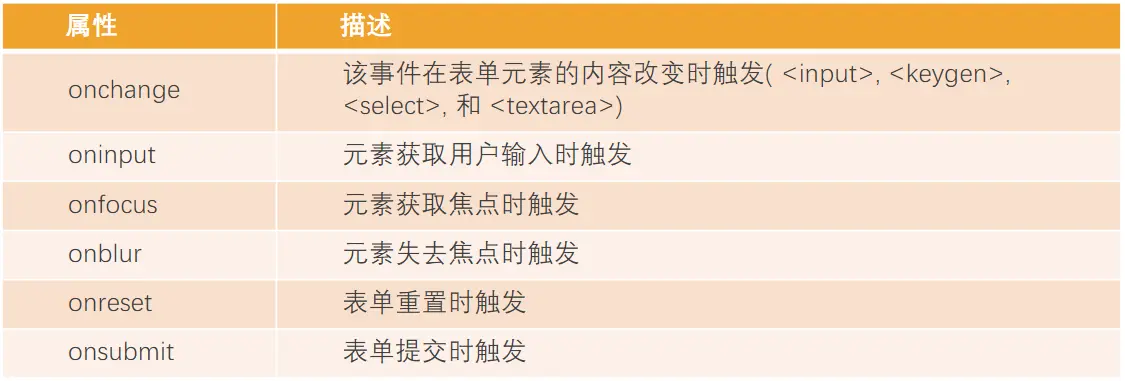 属性 描述
onchange 该事件在表单元素的内容改变时触发( <input>, <keygen>,
<select>, 和 <textarea>)
oninput 元素获取用户输入时触发
onfocus 元素获取焦点时触发
onblur 元素失去焦点时触发
onreset 表单重置时触发
onsubmit 表单提交时触发